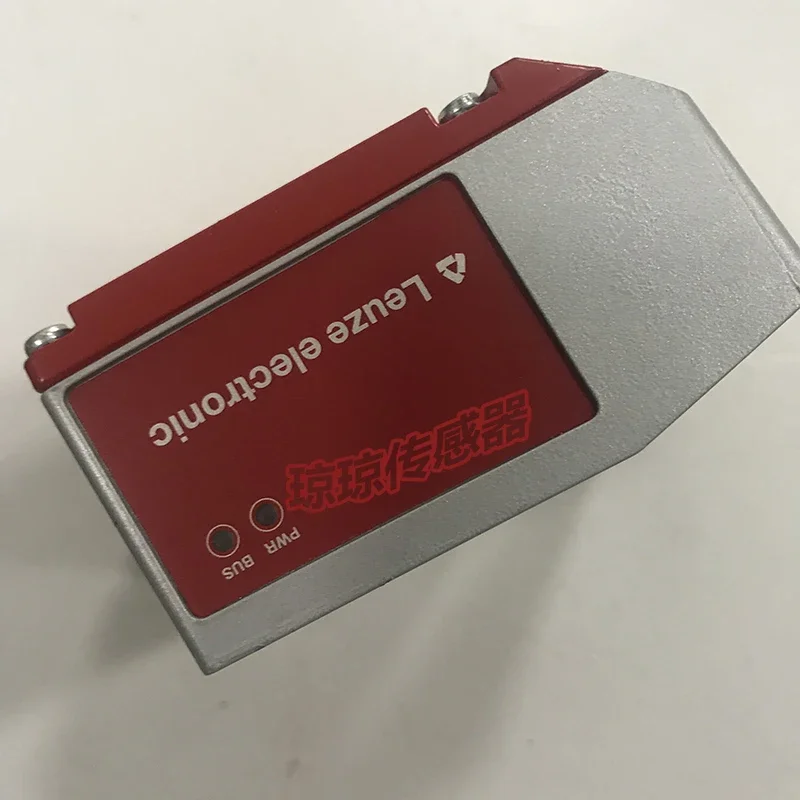 Leuze electronic
琼琼传感器
PWR
BUS